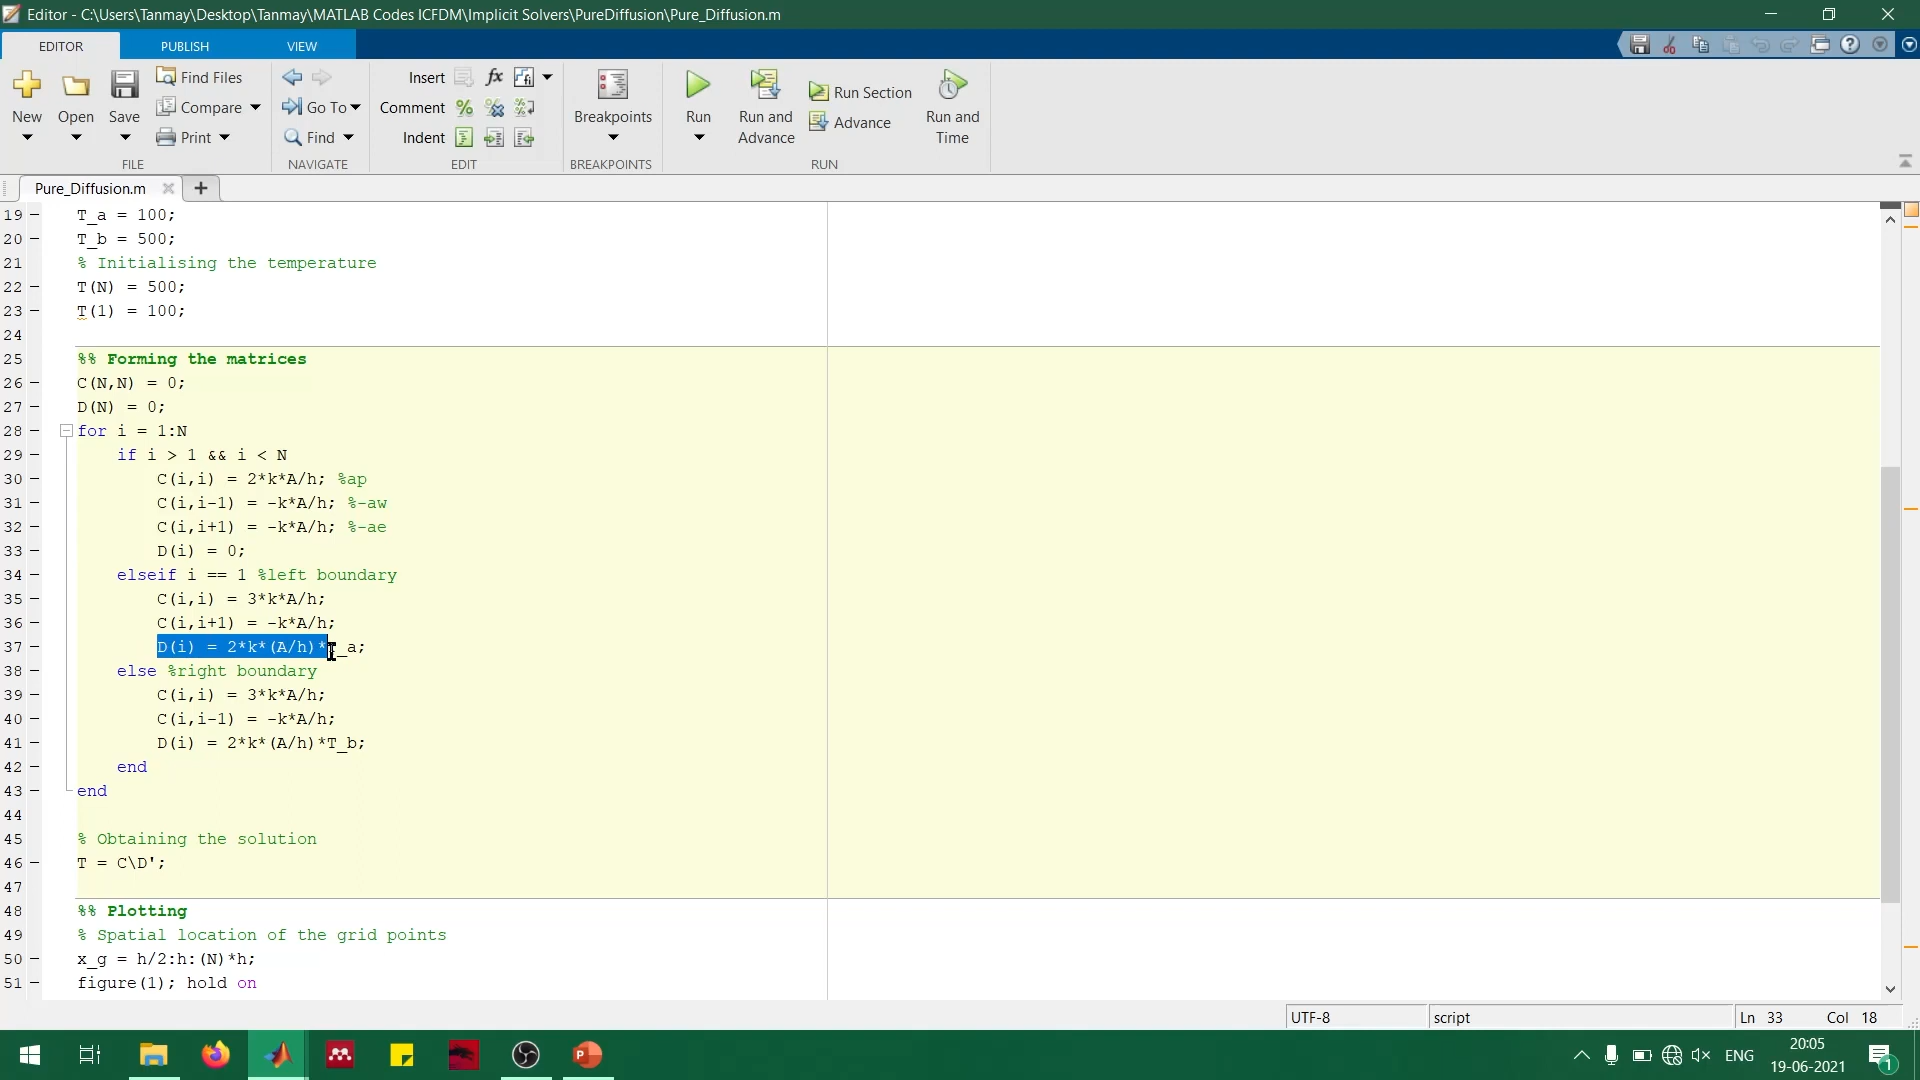 Editor - C:\Users\Tanmay\Desktop\Tanmay\MATLAB Codes ICFDM\Implicit Solvers\PureDiffusion\Pure_Diffusion.m
EDITOR PUBLISH VIEW
New Open Save
Find Files
Compare
Print
FILE
Go To
Find
NAVIGATE
Insert fx
Comment
Indent
EDIT
Breakpoints
BREAKPOINTS
Run
Run and Advance
Run Section
Advance
Run and Time
RUN
Pure_Diffusion.m
19 T_a = 100;
20 T_b = 500;
21 % Initialising the temperature
22 T(N) = 500;
23 T(1) = 100;
24
25 %% Forming the matrices
26 C(N,N) = 0;
27 D(N) = 0;
28 for i = 1:N
29 if i > 1 && i < N
30 C(i,i) = 2*k*A/h; %ap
31 C(i,i-1) = -k*A/h; %-aw
32 C(i,i+1) = -k*A/h; %-ae
33 D(i) = 0;
34 elseif i == 1 %left boundary
35 C(i,i) = 3*k*A/h;
36 C(i,i+1) = -k*A/h;
37 D(i) = 2*k*(A/h)*T_a;
38 else %right boundary
39 C(i,i) = 3*k*A/h;
40 C(i,i-1) = -k*A/h;
41 D(i) = 2*k*(A/h)*T_b;
42 end
43 end
44
45 % Obtaining the solution
46 T = C\D';
47
48 %% Plotting
49 % Spatial location of the grid points
50 x_g = h/2:h:(N)*h;
51 figure(1); hold on
UTF-8 script Ln 33 Col 18
ENG
20:05
19-06-2021
1